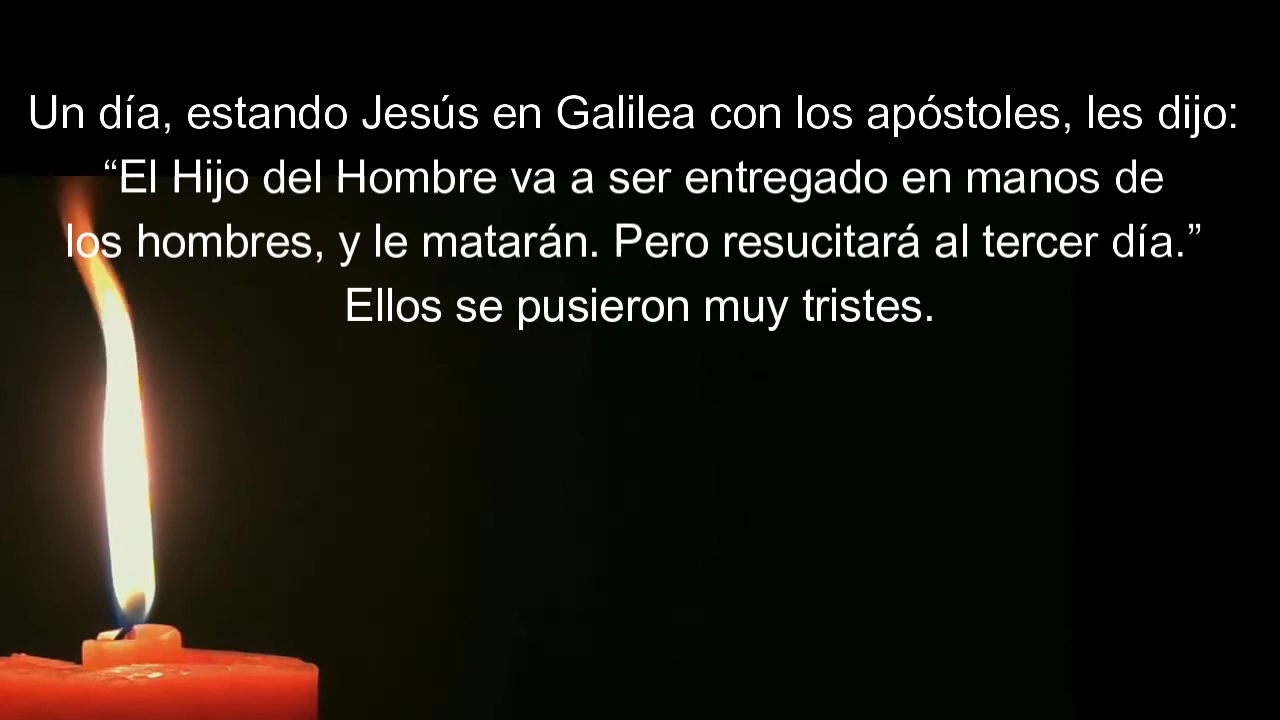 Un día, estando Jesús en Galilea con los apóstoles, les dijo:
“El Hijo del Hombre va a ser entregado en manos de
los hombres, y le matarán. Pero resucitará al tercer día.”
Ellos se pusieron muy tristes.